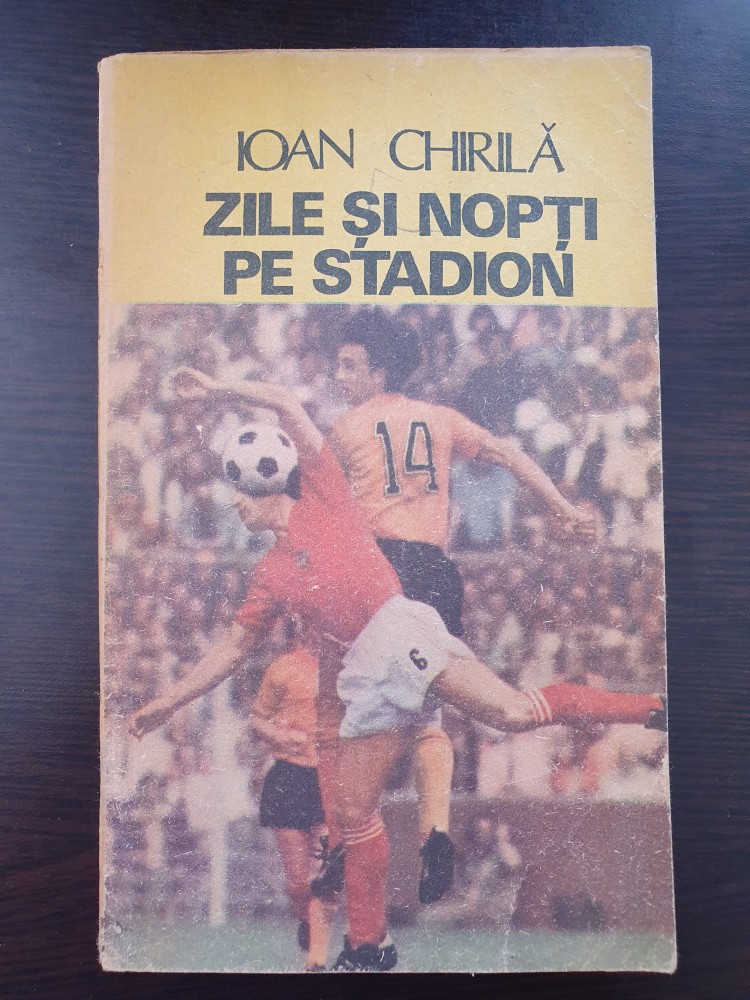 IOAN CHIRILĂ
ZILE ȘI NOPȚI
PE STADION
14
6